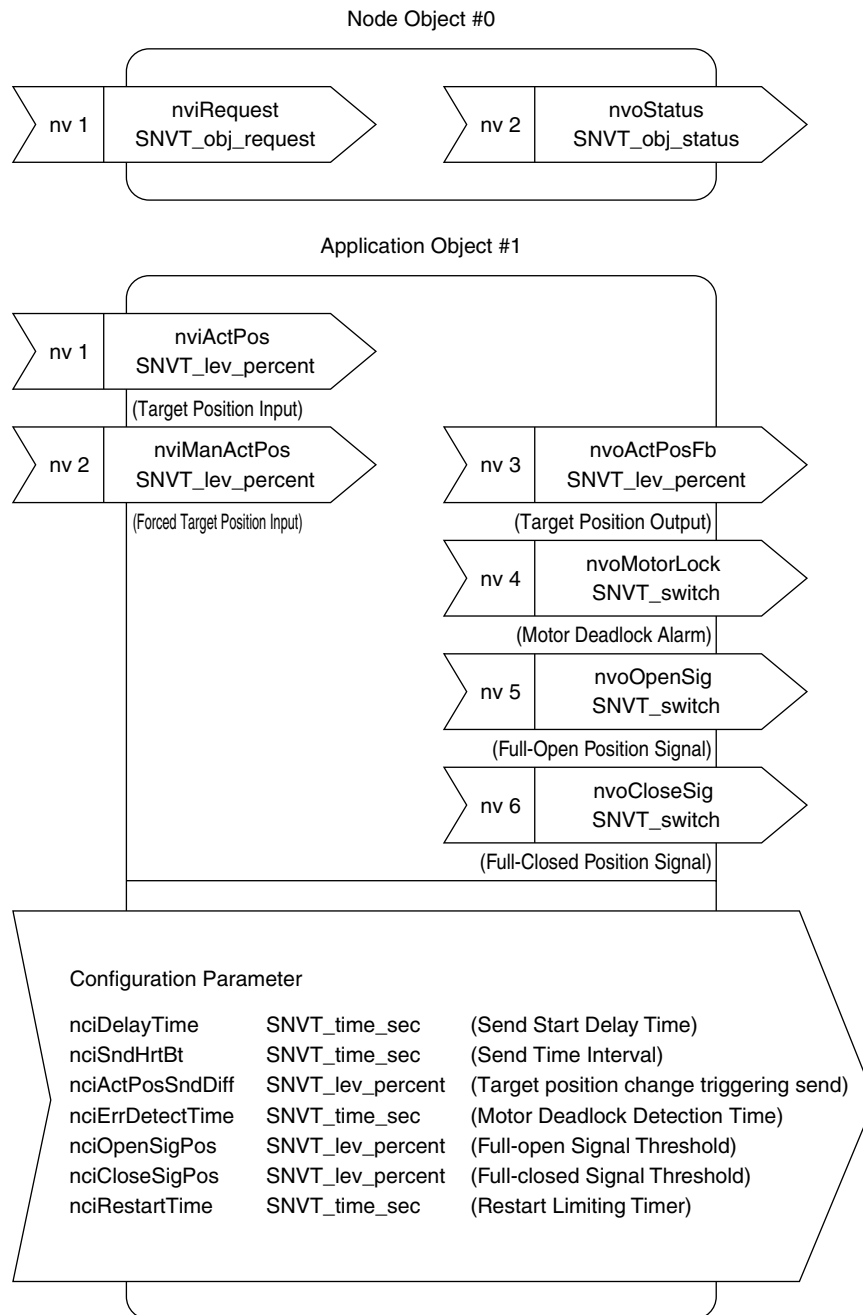 Node Object #0
nv 1
nviRequest
SNVT_obj_request
nv 2
nvoStatus
SNVT_obj_status
Application Object #1
nv 1
nviActPos
SNVT_lev_percent
(Target Position Input)
nv 2
nviManActPos
SNVT_lev_percent
(Forced Target Position Input)
nv 3
nvoActPosFb
SNVT_lev_percent
(Target Position Output)
nv 4
nvoMotorLock
SNVT_switch
(Motor Deadlock Alarm)
nv 5
nvoOpenSig
SNVT_switch
(Full-Open Position Signal)
nv 6
nvoCloseSig
SNVT_switch
(Full-Closed Position Signal)
Configuration Parameter
nciDelayTime SNVT_time_sec (Send Start Delay Time)
nciSndHrtBt SNVT_time_sec (Send Time Interval)
nciActPosSndDiff SNVT_lev_percent (Target position change triggering send)
nciErrDetectTime SNVT_time_sec (Motor Deadlock Detection Time)
nciOpenSigPos SNVT_lev_percent (Full-open Signal Threshold)
nciCloseSigPos SNVT_lev_percent (Full-closed Signal Threshold)
nciRestartTime SNVT_time_sec (Restart Limiting Timer)